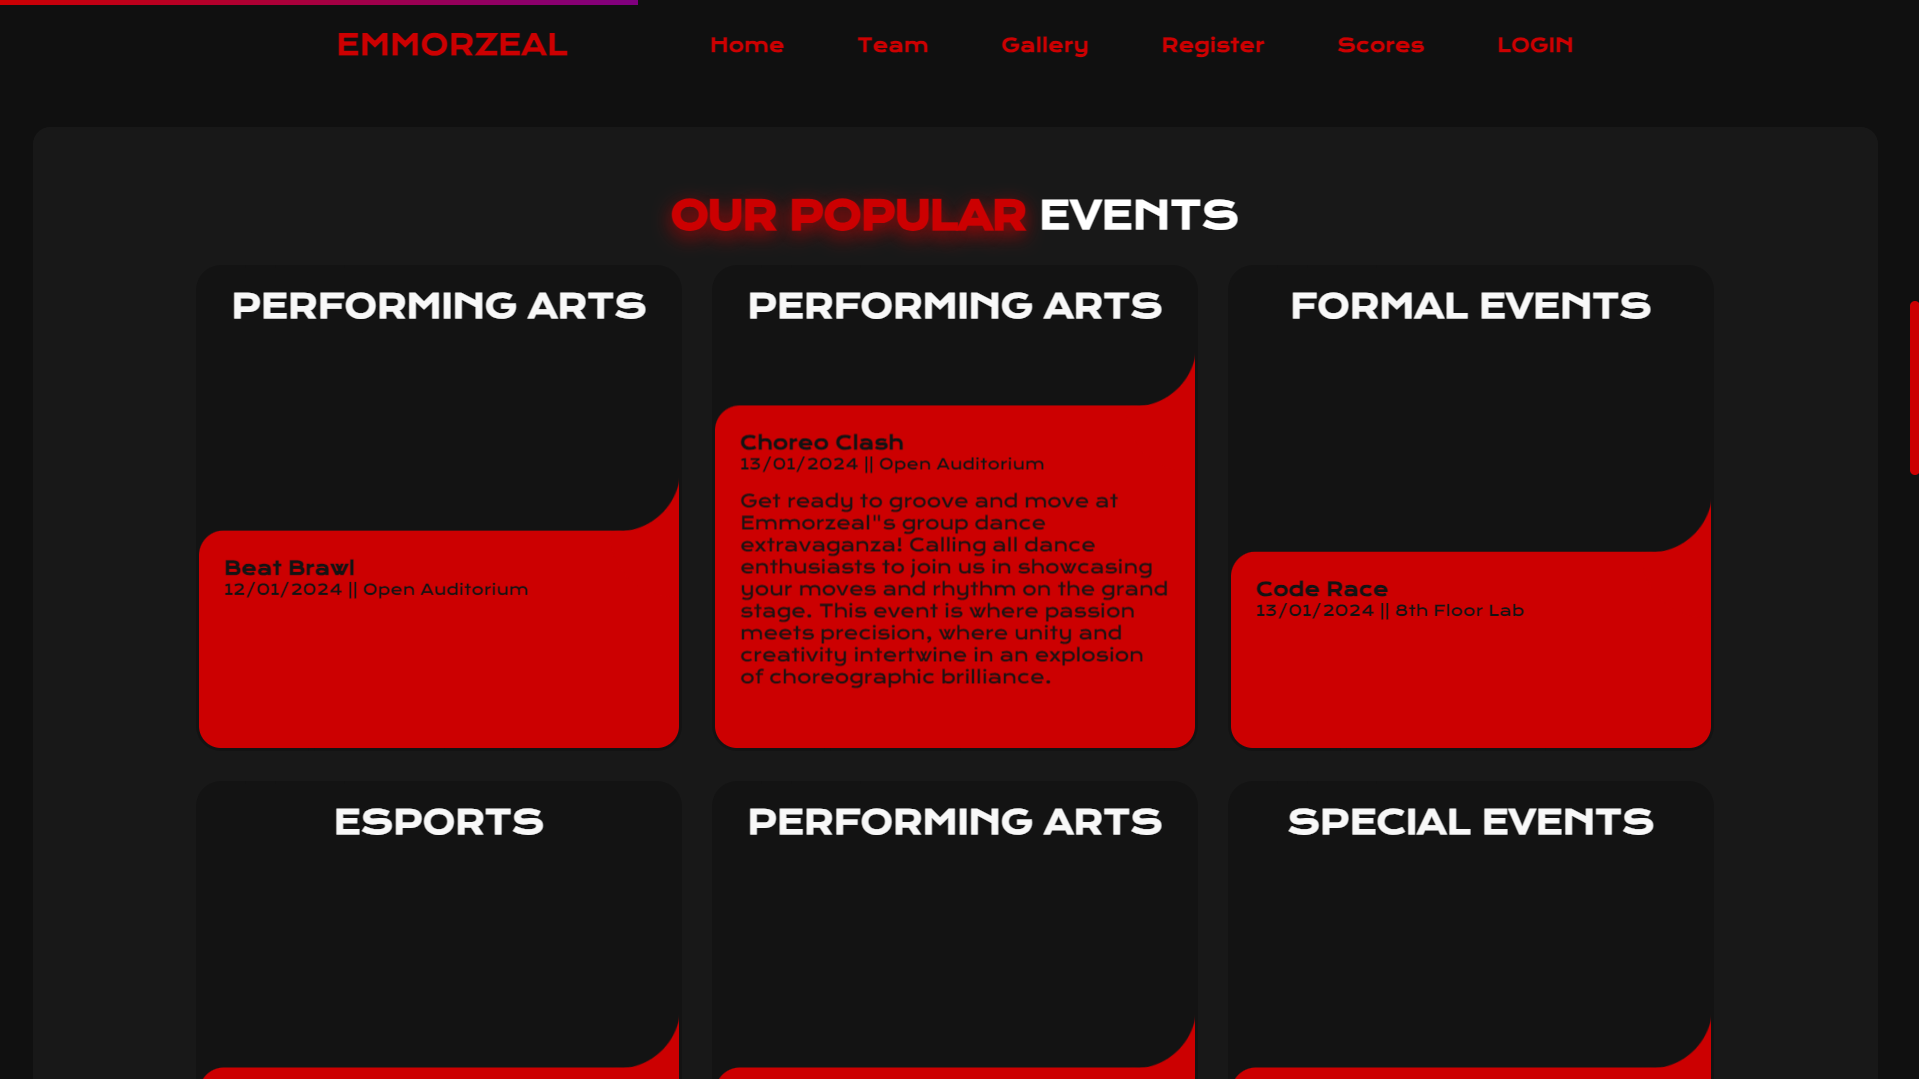 EMMORZEAL
Home
Team
Gallery
Register
Scores
LOGIN
OUR POPULAR EVENTS
PERFORMING ARTS
Beat Brawl
12/01/2024 || Open Auditorium
PERFORMING ARTS
Choreo Clash
13/01/2024 || Open Auditorium
Get ready to groove and move at
Emmorzeal"s group dance
extravaganza! Calling all dance
enthusiasts to join us in showcasing
your moves and rhythm on the grand
stage. This event is where passion
meets precision, where unity and
creativity intertwine in an explosion
of choreographic brilliance.
FORMAL EVENTS
Code Race
13/01/2024 || 8th Floor Lab
ESPORTS
PERFORMING ARTS
SPECIAL EVENTS